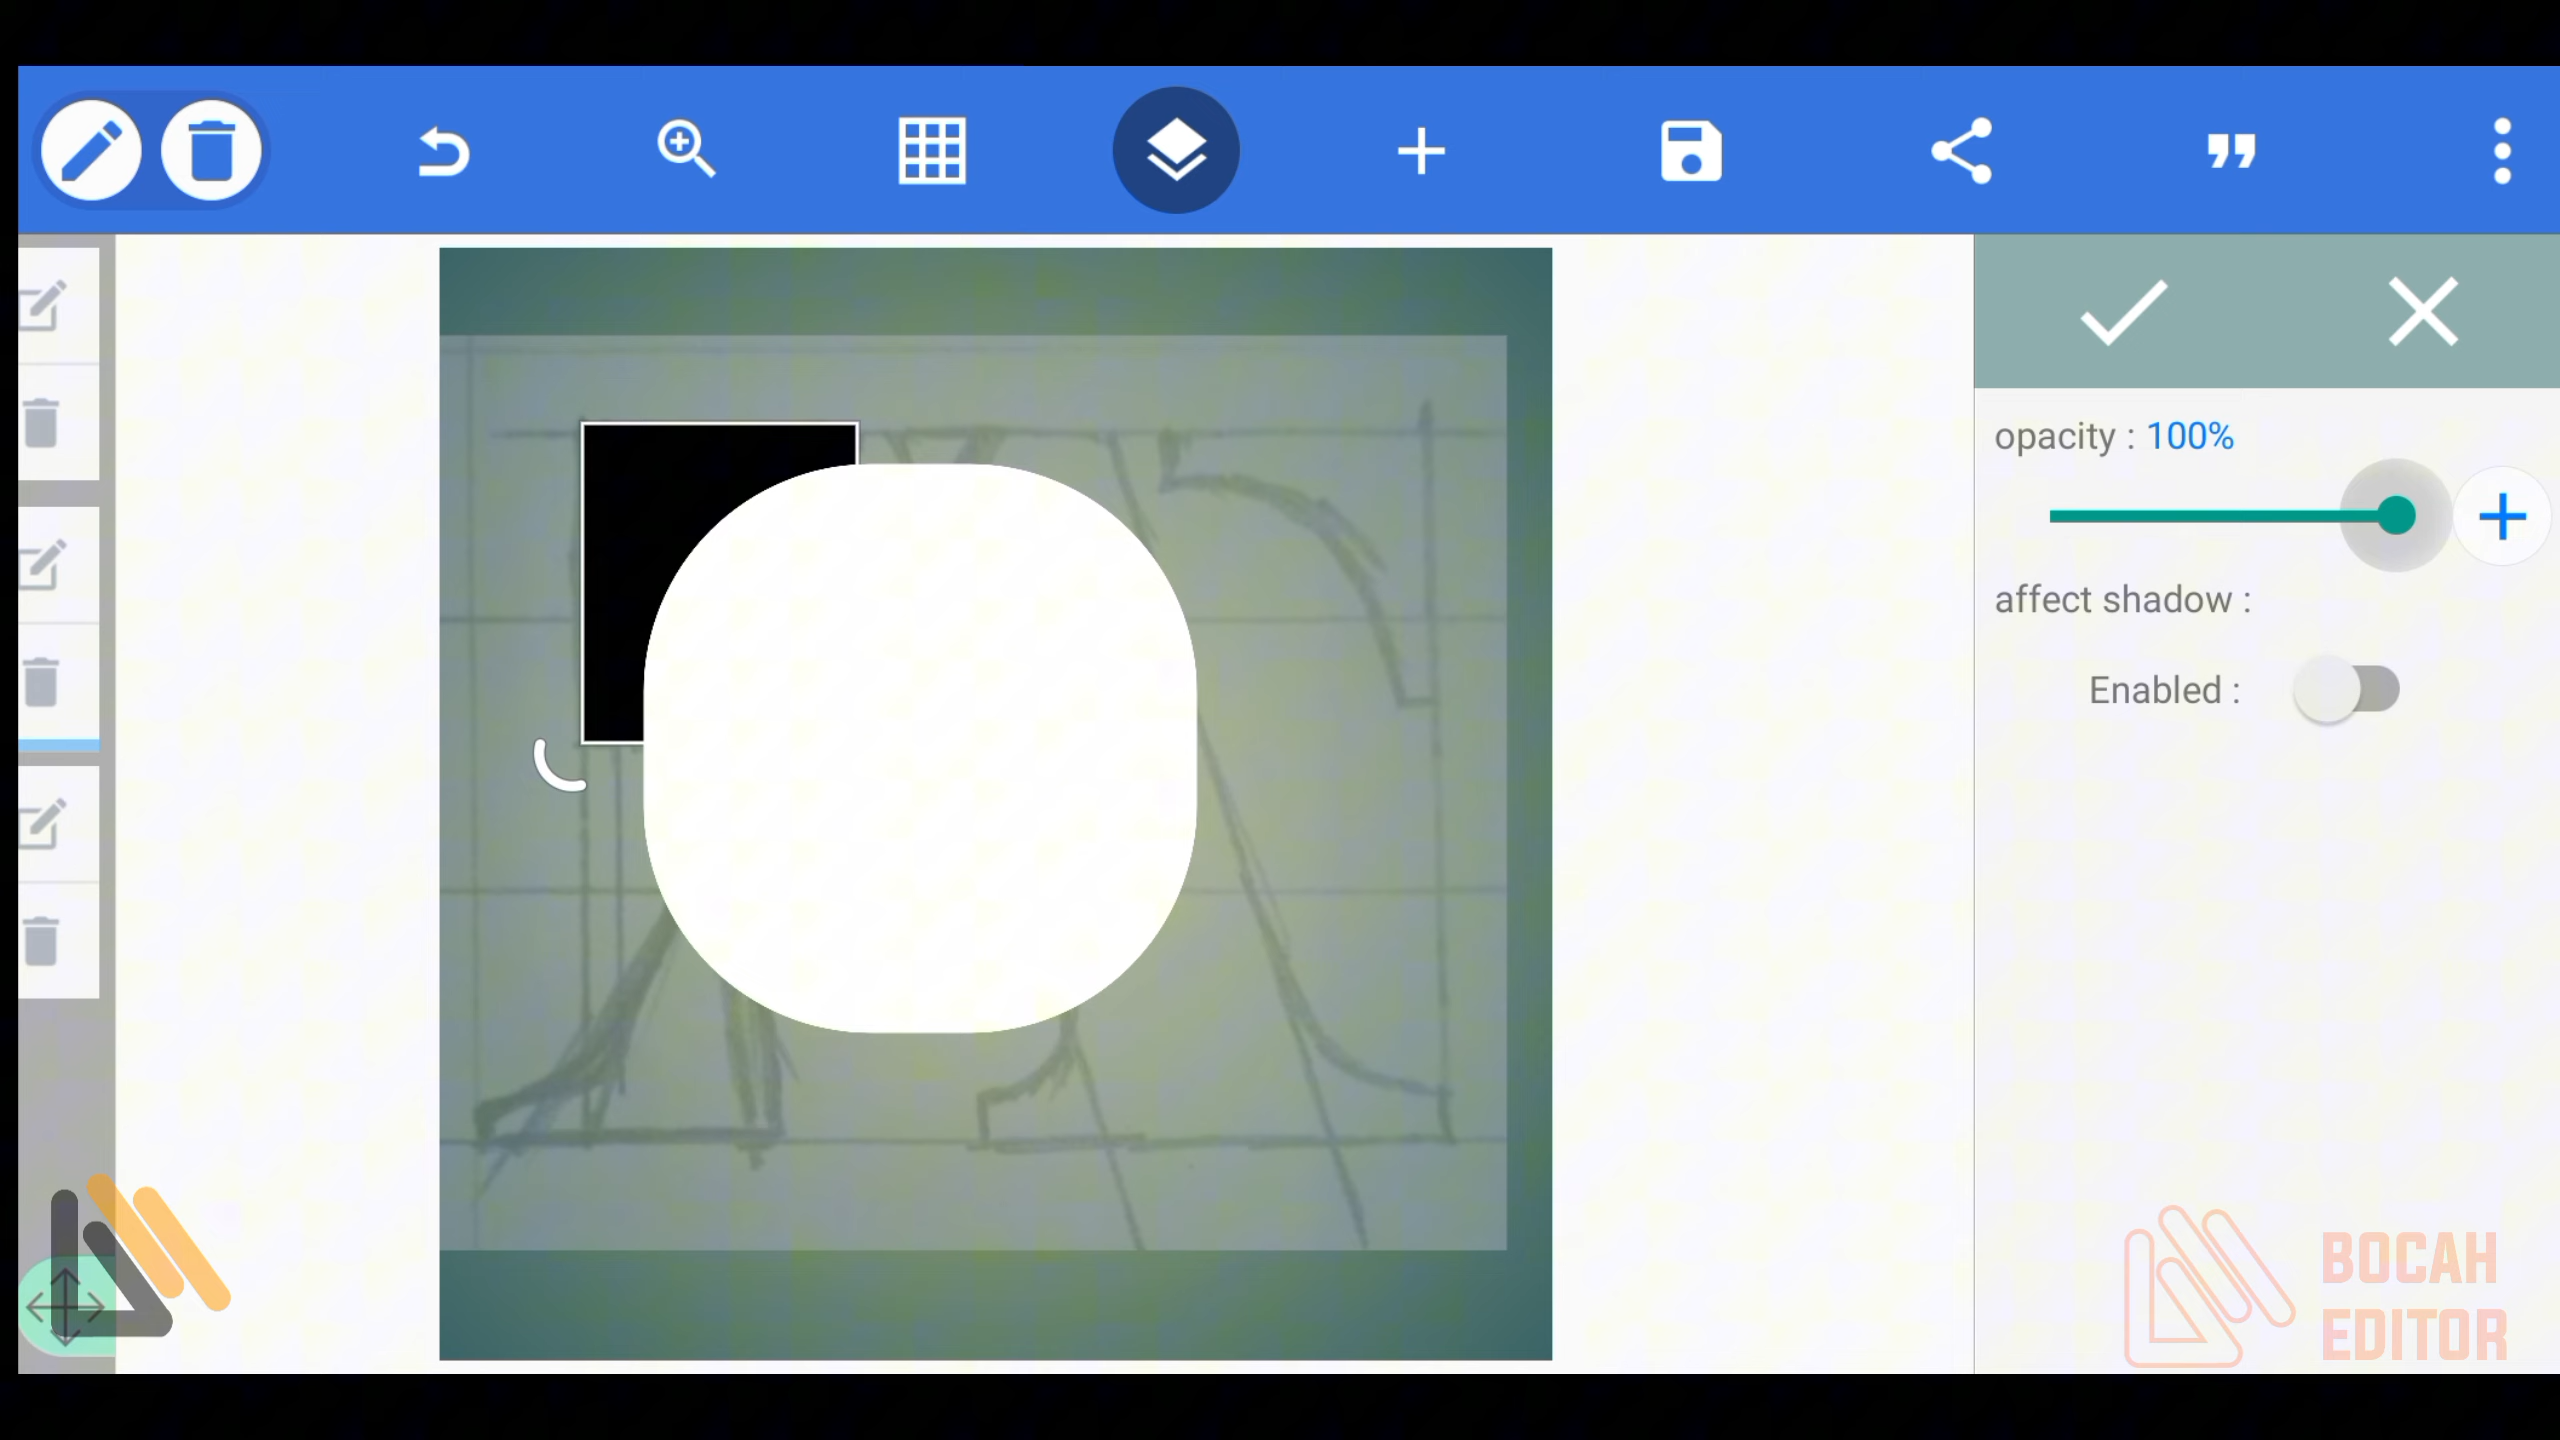 opacity : 100%
affect shadow :
Enabled :
BOCAH
EDITOR